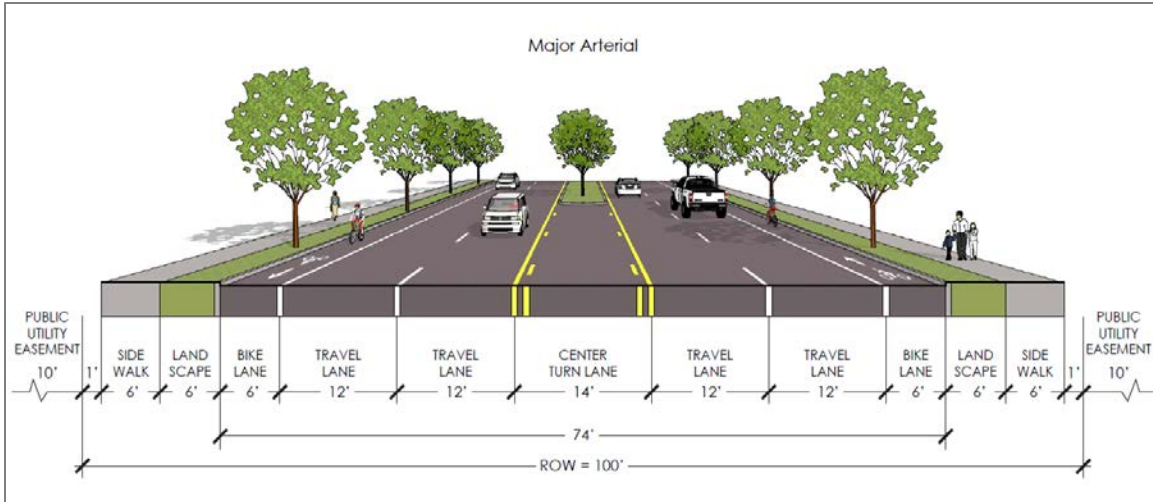 Major Arterial
PUBLIC
UTILITY
EASEMENT
10'
1'
SIDE
WALK
6'
LAND
SCAPE
6'
BIKE
LANE
6'
TRAVEL
LANE
12'
TRAVEL
LANE
12'
CENTER
TURN LANE
14'
TRAVEL
LANE
12'
TRAVEL
LANE
12'
BIKE
LANE
6'
LAND
SCAPE
6'
SIDE
WALK
6'
1'
PUBLIC
UTILITY
EASEMENT
10'
74'
ROW = 100'